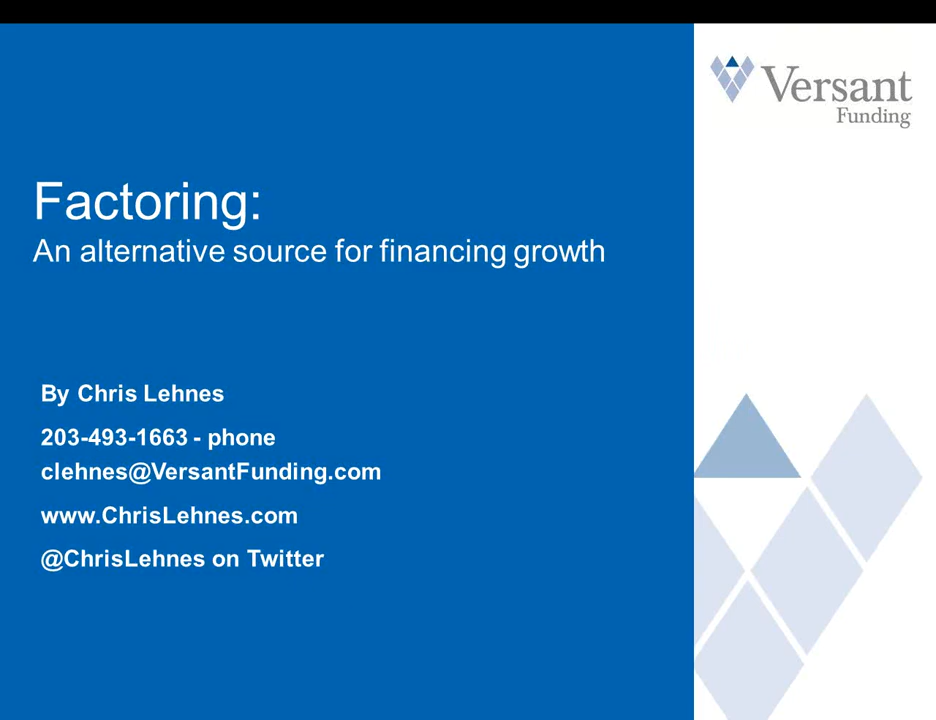 Versant
Funding
Factoring:
An alternative source for financing growth
By Chris Lehnes
203-493-1663 - phone
clehnes@VersantFunding.com
www.ChrisLehnes.com
@ChrisLehnes on Twitter